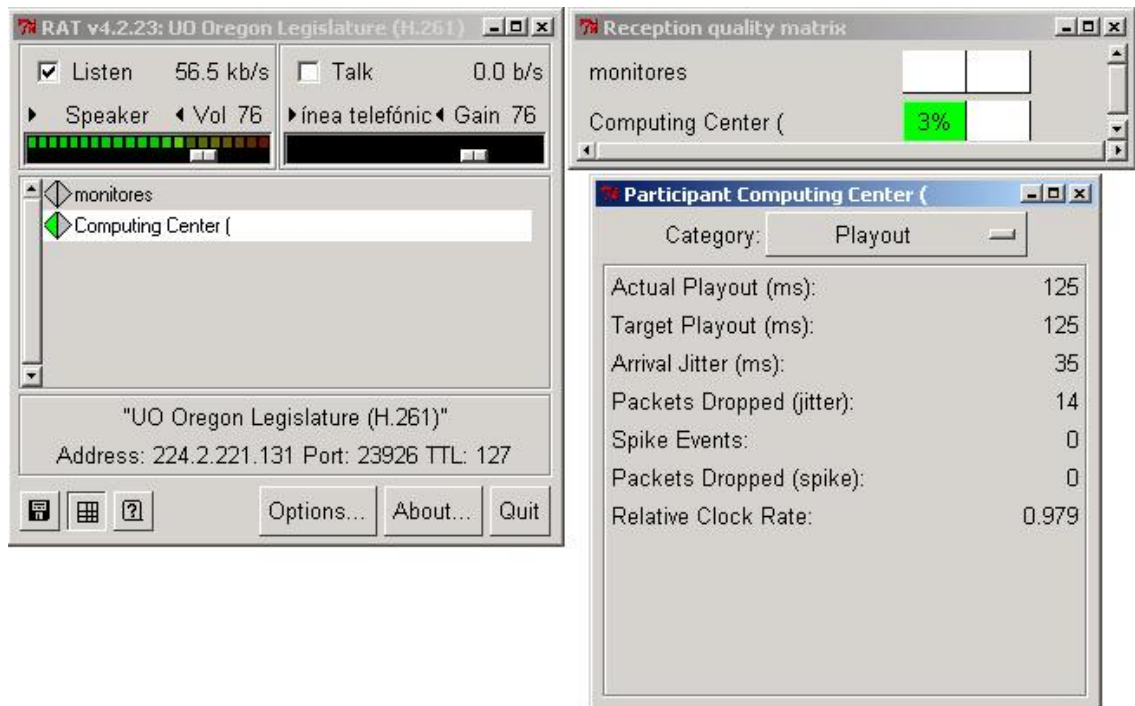 RAT v4.2.23: UO Oregon Legislature (H.261)
Listen 56.5 kb/s
Talk 0.0 b/s
Speaker Vol 76
ínea telefónic Gain 76
monitores
Computing Center (
"UO Oregon Legislature (H.261)"
Address: 224.2.221.131 Port: 23926 TTL: 127
Options... About... Quit
Reception quality matrix
monitores
Computing Center ( 3%
Participant Computing Center (
Category: Playout
Actual Playout (ms): 125
Target Playout (ms): 125
Arrival Jitter (ms): 35
Packets Dropped (jitter): 14
Spike Events: 0
Packets Dropped (spike): 0
Relative Clock Rate: 0.979